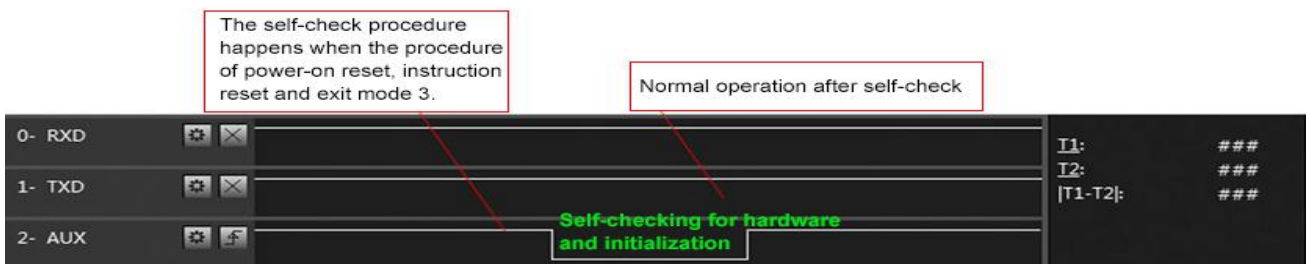 The self-check procedure
happens when the procedure
of power-on reset, instruction
reset and exit mode 3.
Normal operation after self-check
0- RXD
1- TXD
2- AUX
Self-checking for hardware
and initialization
T1: ###
T2: ###
|T1-T2|: ###